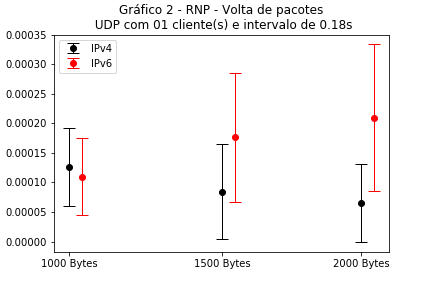 Gráfico 2 - RNP - Volta de pacotes
UDP com 01 cliente(s) e intervalo de 0.18s
IPv4
IPv6
0.00035
0.00030
0.00025
0.00020
0.00015
0.00010
0.00005
0.00000
1000 Bytes
1500 Bytes
2000 Bytes